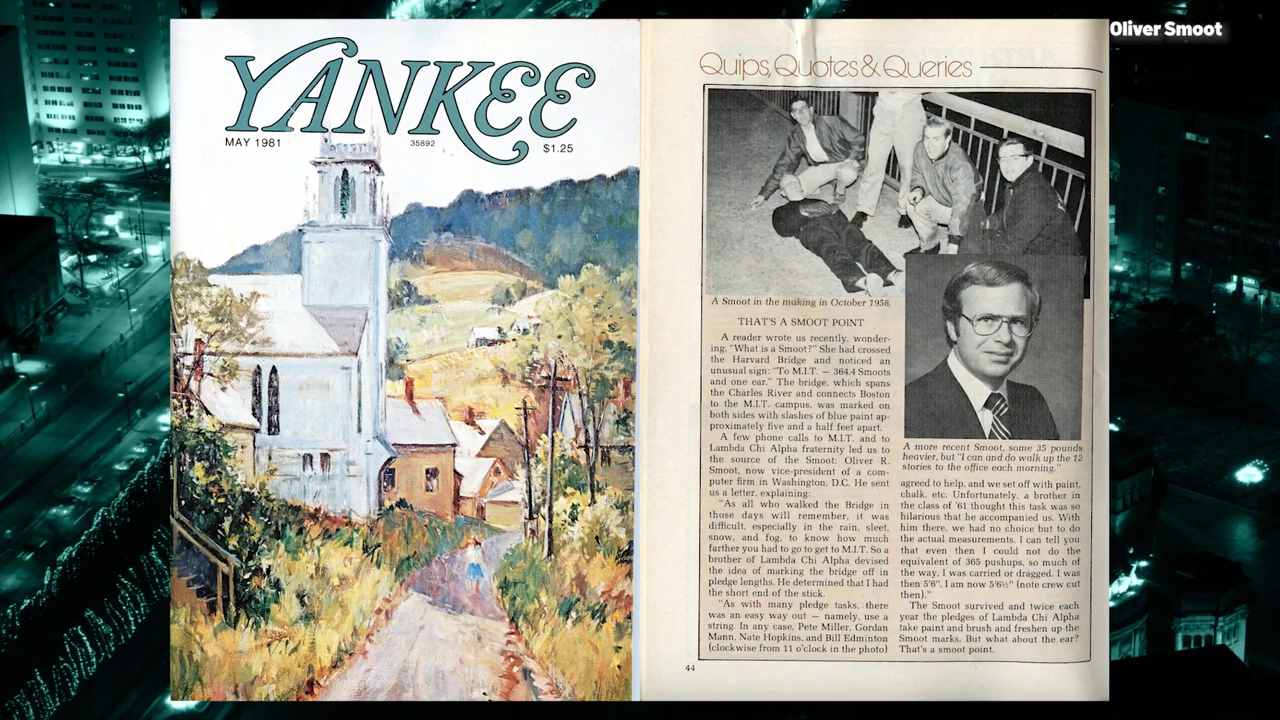 Oliver Smoot
YANKEE
MAY 1981
35892
$1.25
Quips, Quotes & Queries
A Smoot in the making in October 1958.
THAT'S A SMOOT POINT
A reader wrote us recently, wonder-
ing, "What is a Smoot?" She had crossed
the Harvard Bridge and noticed an
unusual sign: "To M.I.T. — 364.4 Smoots
and one ear." The bridge, which spans
the Charles River and connects Boston
to the M.I.T. campus, was marked on
both sides with slashes of blue paint ap-
proximately five and a half feet apart.
A few phone calls to M.I.T. and to
Lambda Chi Alpha fraternity led us to
the source of the Smoot: Oliver R.
Smoot, now vice-president of a com-
puter firm in Washington, D.C. He sent
us a letter, explaining:
"As all who walked the Bridge in
those days will remember, it was
difficult, especially in the rain, sleet,
snow, and fog, to know how much
farther you had to go to get to M.I.T. So a
brother of Lambda Chi Alpha devised
the idea of marking the bridge off in
pledge lengths. He determined that I had
the short end of the stick.
"As with many pledge tasks, there
was an easy way out — namely, use a
string. In any case, Pete Miller, Gordan
Mann, Nate Hopkins, and Bill Edminton
(clockwise from 11 o'clock in the photo)
A more recent Smoot, some 35 pounds
heavier, but "I can and do walk up the 12
stories to the office each morning."
agreed to help, and we set off with paint,
chalk, etc. Unfortunately, a brother in
the class of '61 thought this task was so
hilarious that he accompanied us. With
him there, we had no choice but to do
the actual measurements. I can tell you
that even then I could not do the
equivalent of 365 pushups, so much of
the way, I was carried or dragged. I was
then 5'6". I am now 5'6½" (note crew cut
then)."
The Smoot survived and twice each
year the pledges of Lambda Chi Alpha
take paint and brush and freshen up the
Smoot marks. But what about the ear?
That's a smoot point.
44